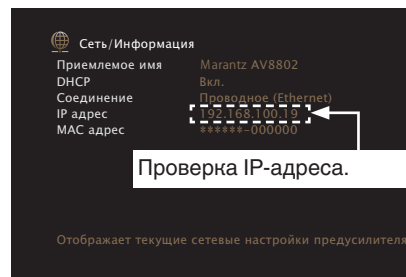 Сеть/Информация
Приемлемое имя Marantz AV8802
DHCP Вкл.
Соединение Проводное (Ethernet)
IP адрес 192.168.100.19
MAC адрес ******-000000
Проверка IP-адреса.
Отображает текущие сетевые настройки предусилителя